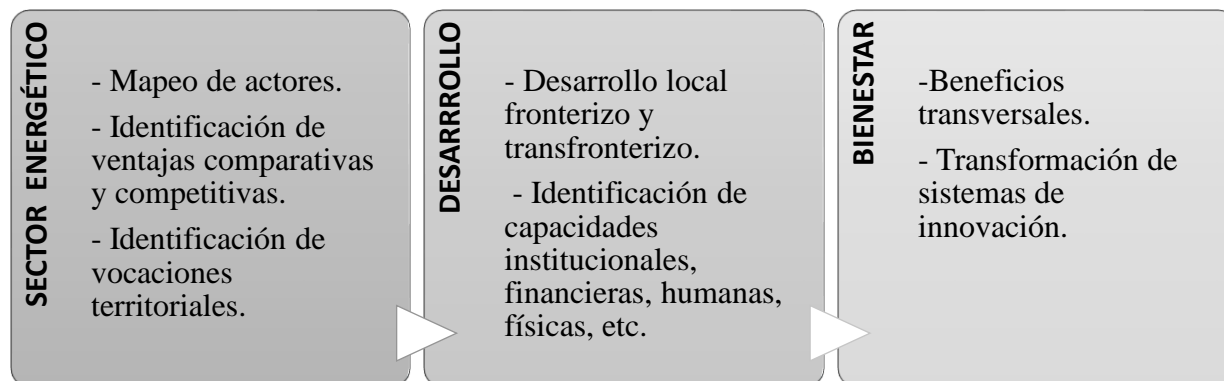 SECTOR ENERGÉTICO
- Mapeo de actores.
- Identificación de
ventajas comparativas
y competitivas.
- Identificación de
vocaciones
territoriales.
DESARRROLLO
- Desarrollo local
fronterizo y
transfronterizo.
- Identificación de
capacidades
institucionales,
financieras, humanas,
físicas, etc.
BIENESTAR
-Beneficios
transversales.
- Transformación de
sistemas de
innovación.